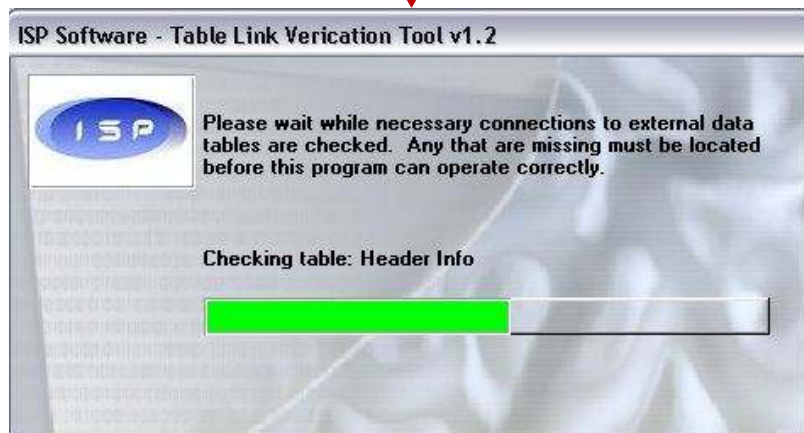 ISP Software - Table Link Verication Tool v1.2
ISP
Please wait while necessary connections to external data
tables are checked. Any that are missing must be located
before this program can operate correctly.
Checking table: Header Info